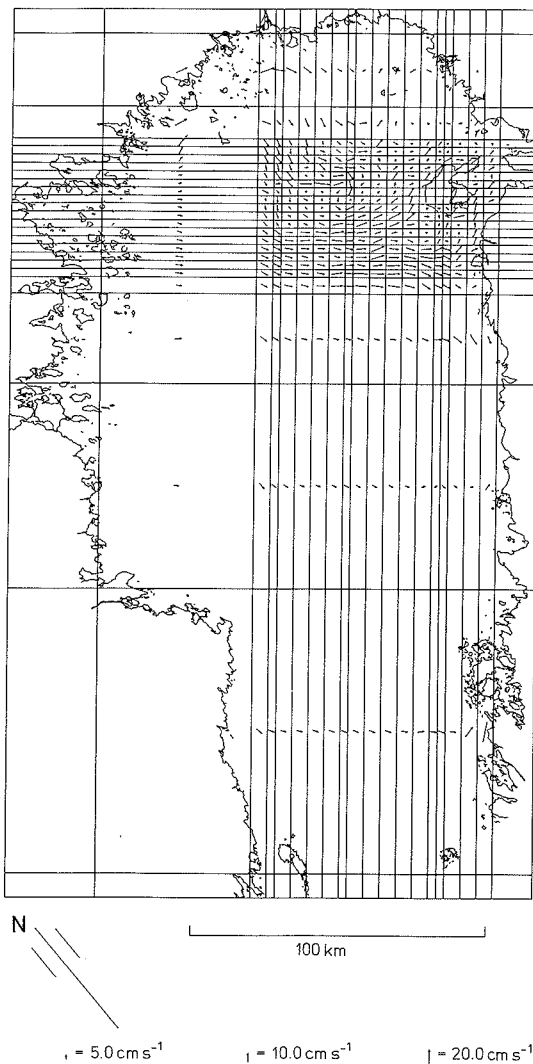 N
100 km
= 5.0 cm s⁻¹ = 10.0 cm s⁻¹ = 20.0 cm s⁻¹